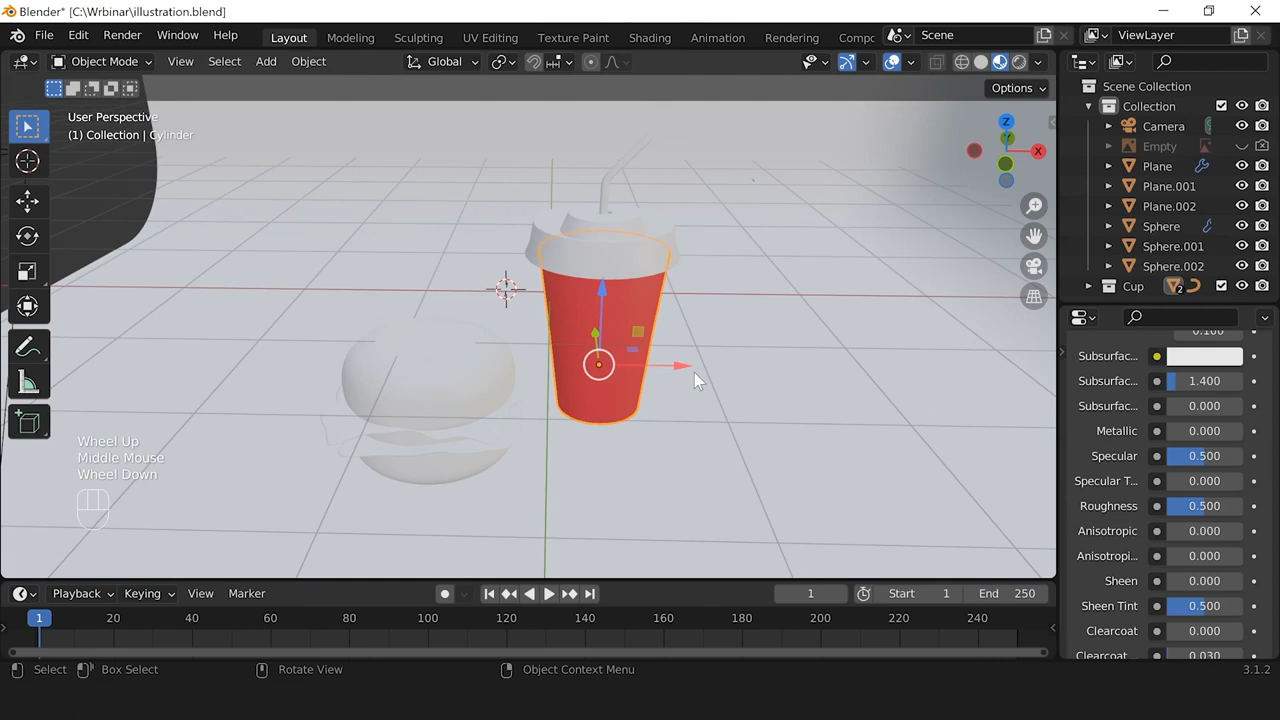 Blender* [C:\Wrbinar\illustration.blend]
File Edit Render Window Help Layout Modeling Sculpting UV Editing Texture Paint Shading Animation Rendering Compc Scene ViewLayer
Object Mode View Select Add Object Global
Options
User Perspective
(1) Collection | Cylinder
Z
Y
X
Scene Collection
Collection
Camera
Empty
Plane
Plane.001
Plane.002
Sphere
Sphere.001
Sphere.002
Cup 2
0.100
Subsurfac...
Subsurfac... 1.400
Subsurfac... 0.000
Metallic 0.000
Specular 0.500
Specular T... 0.000
Roughness 0.500
Anisotropic 0.000
Anisotropi... 0.000
Sheen 0.000
Sheen Tint 0.500
Clearcoat 0.000
Clearcoat... 0.030
Wheel Up
Middle Mouse
Wheel Down
Playback Keying View Marker 1 Start 1 End 250
1 20 40 60 80 100 120 140 160 180 200 220 240
Select Box Select Rotate View Object Context Menu 3.1.2